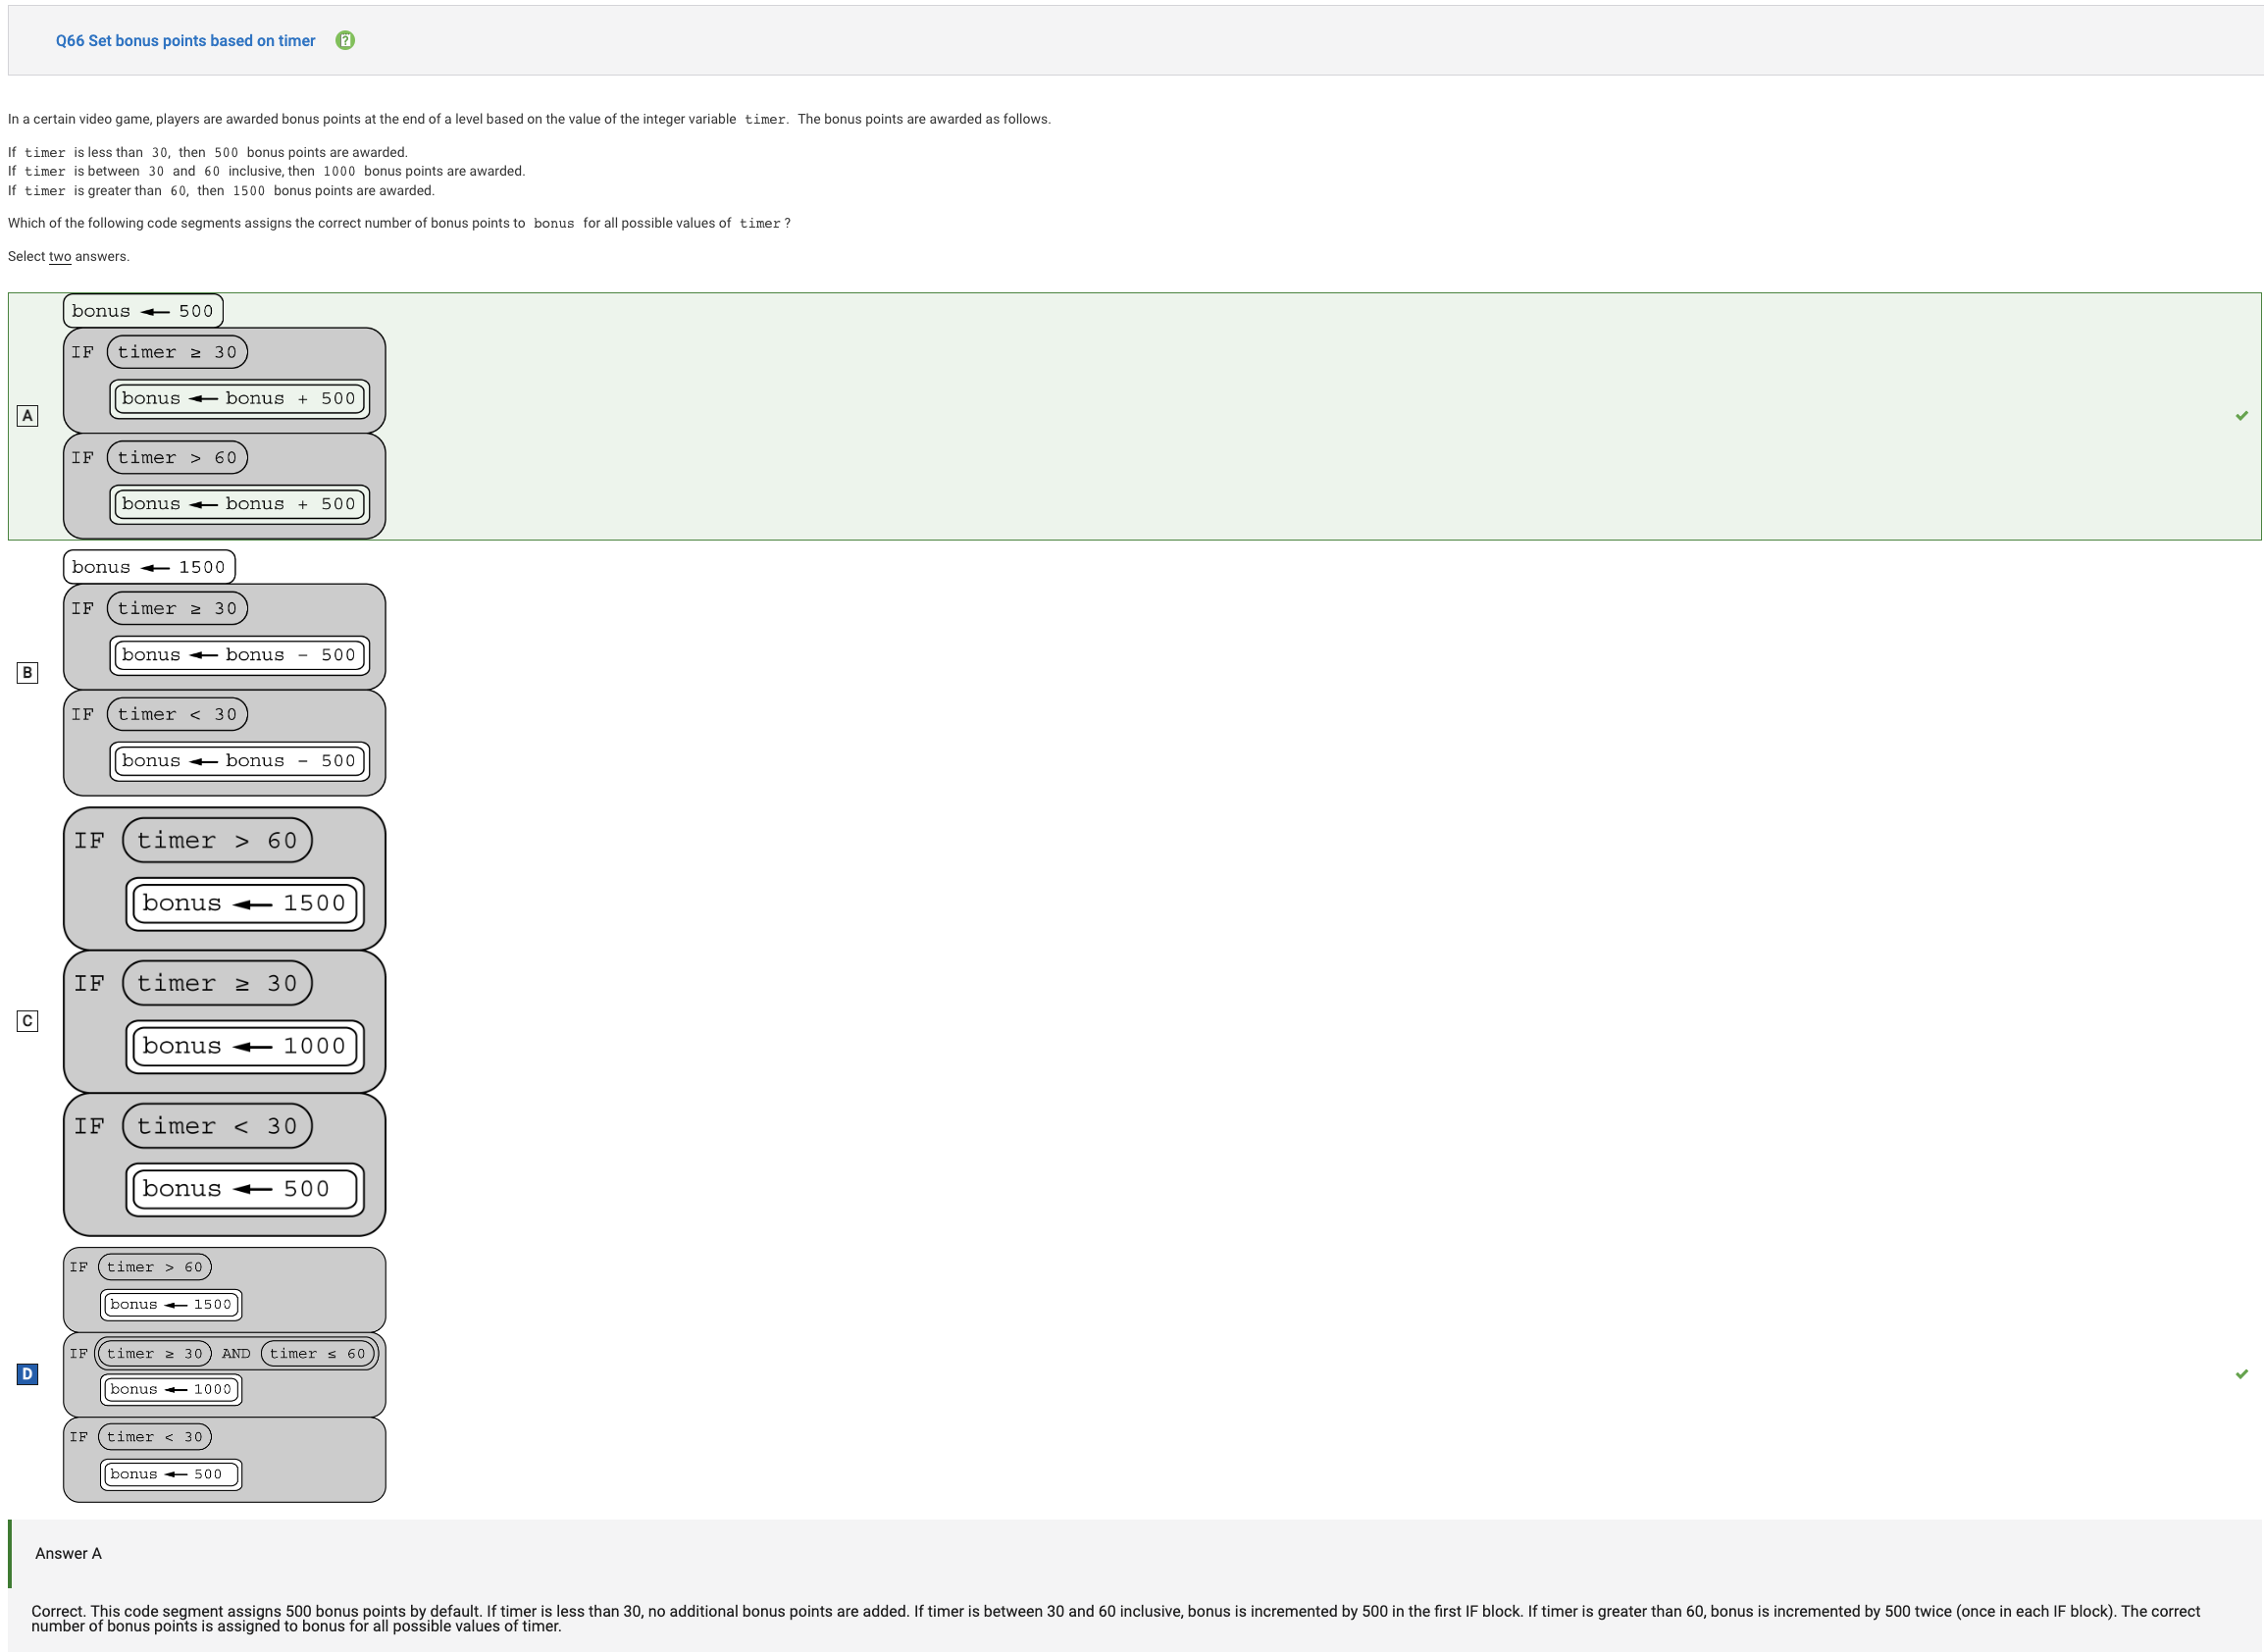 Q66 Set bonus points based on timer
In a certain video game, players are awarded bonus points at the end of a level based on the value of the integer variable timer. The bonus points are awarded as follows.
If timer is less than 30, then 500 bonus points are awarded.
If timer is between 30 and 60 inclusive, then 1000 bonus points are awarded.
If timer is greater than 60, then 1500 bonus points are awarded.
Which of the following code segments assigns the correct number of bonus points to bonus for all possible values of timer ?
Select two answers.
A
bonus ← 500
IF timer ≥ 30
bonus ← bonus + 500
IF timer > 60
bonus ← bonus + 500
B
bonus ← 1500
IF timer ≥ 30
bonus ← bonus - 500
IF timer < 30
bonus ← bonus - 500
C
IF timer > 60
bonus ← 1500
IF timer ≥ 30
bonus ← 1000
IF timer < 30
bonus ← 500
D
IF timer > 60
bonus ← 1500
IF timer ≥ 30 AND timer ≤ 60
bonus ← 1000
IF timer < 30
bonus ← 500
Answer A
Correct. This code segment assigns 500 bonus points by default. If timer is less than 30, no additional bonus points are added. If timer is between 30 and 60 inclusive, bonus is incremented by 500 in the first IF block. If timer is greater than 60, bonus is incremented by 500 twice (once in each IF block). The correct
number of bonus points is assigned to bonus for all possible values of timer.